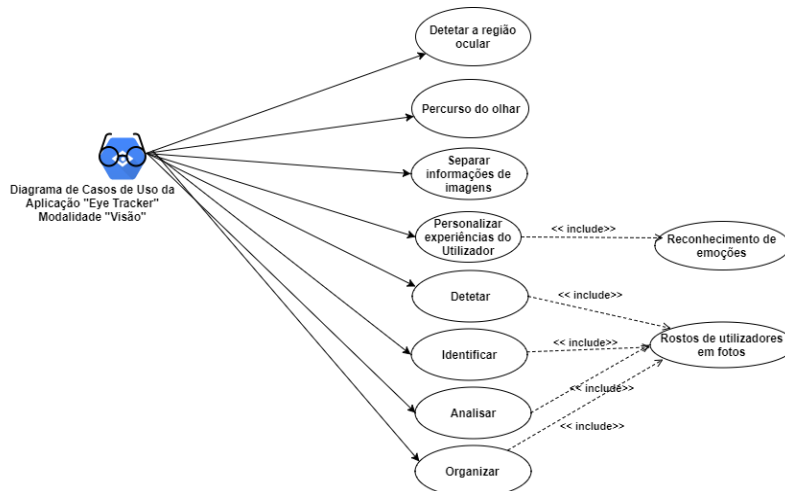 Detetar a região
ocular
Percurso do olhar
Separar
informações de
imagens
Diagrama de Casos de Uso da
Aplicação "Eye Tracker"
Modalidade "Visão"
Personalizar
experiências do
Utilizador
<< include>>
Reconhecimento de
emoções
Detetar
<< include>>
Identificar
<< include>>
Rostos de utilizadores
em fotos
Analisar
<< include>>
<< include>>
Organizar